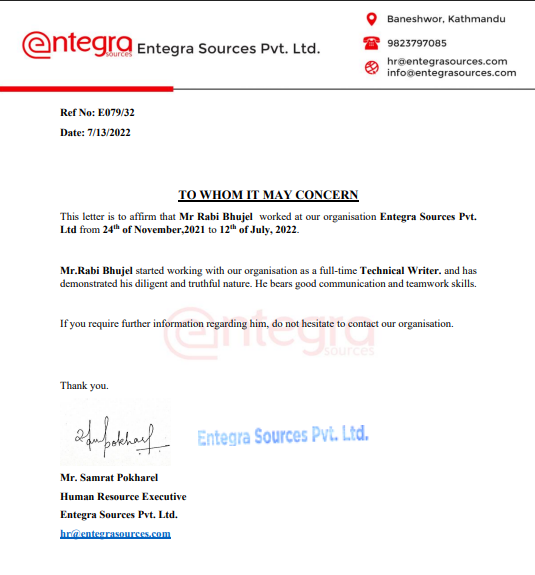 entegra
sources
Entegra Sources Pvt. Ltd.
Baneshwor, Kathmandu
9823797085
hr@entegrasources.com
info@entegrasources.com
Ref No: E079/32
Date: 7/13/2022
TO WHOM IT MAY CONCERN
This letter is to affirm that Mr Rabi Bhujel worked at our organisation Entegra Sources Pvt.
Ltd from 24th of November,2021 to 12th of July, 2022.
Mr.Rabi Bhujel started working with our organisation as a full-time Technical Writer. and has
demonstrated his diligent and truthful nature. He bears good communication and teamwork skills.
If you require further information regarding him, do not hesitate to contact our organisation.
entegra
sources
Thank you.
Entegra Sources Pvt. Ltd.
Mr. Samrat Pokharel
Human Resource Executive
Entegra Sources Pvt. Ltd.
hr@entegrasources.com